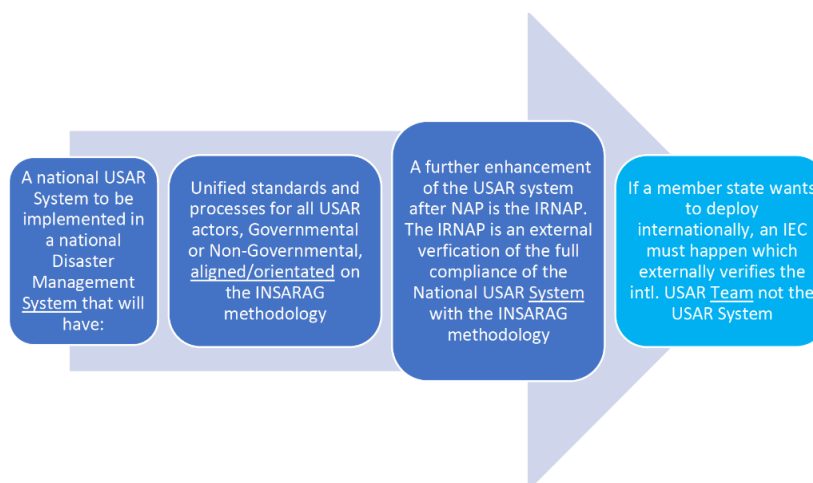 A national USAR
System to be
implemented in
a national
Disaster
Management
System that will
have:
Unified standards and
processes for all USAR
actors, Governmental
or Non-Governmental,
aligned/orientated on
the INSARAG
methodology
A further enhancement
of the USAR system
after NAP is the IRNAP.
The IRNAP is an external
verfication of the full
compliance of the
National USAR System
with the INSARAG
methodology
If a member state wants
to deploy
internationally, an IEC
must happen which
externally verifies the
intl. USAR Team not the
USAR System